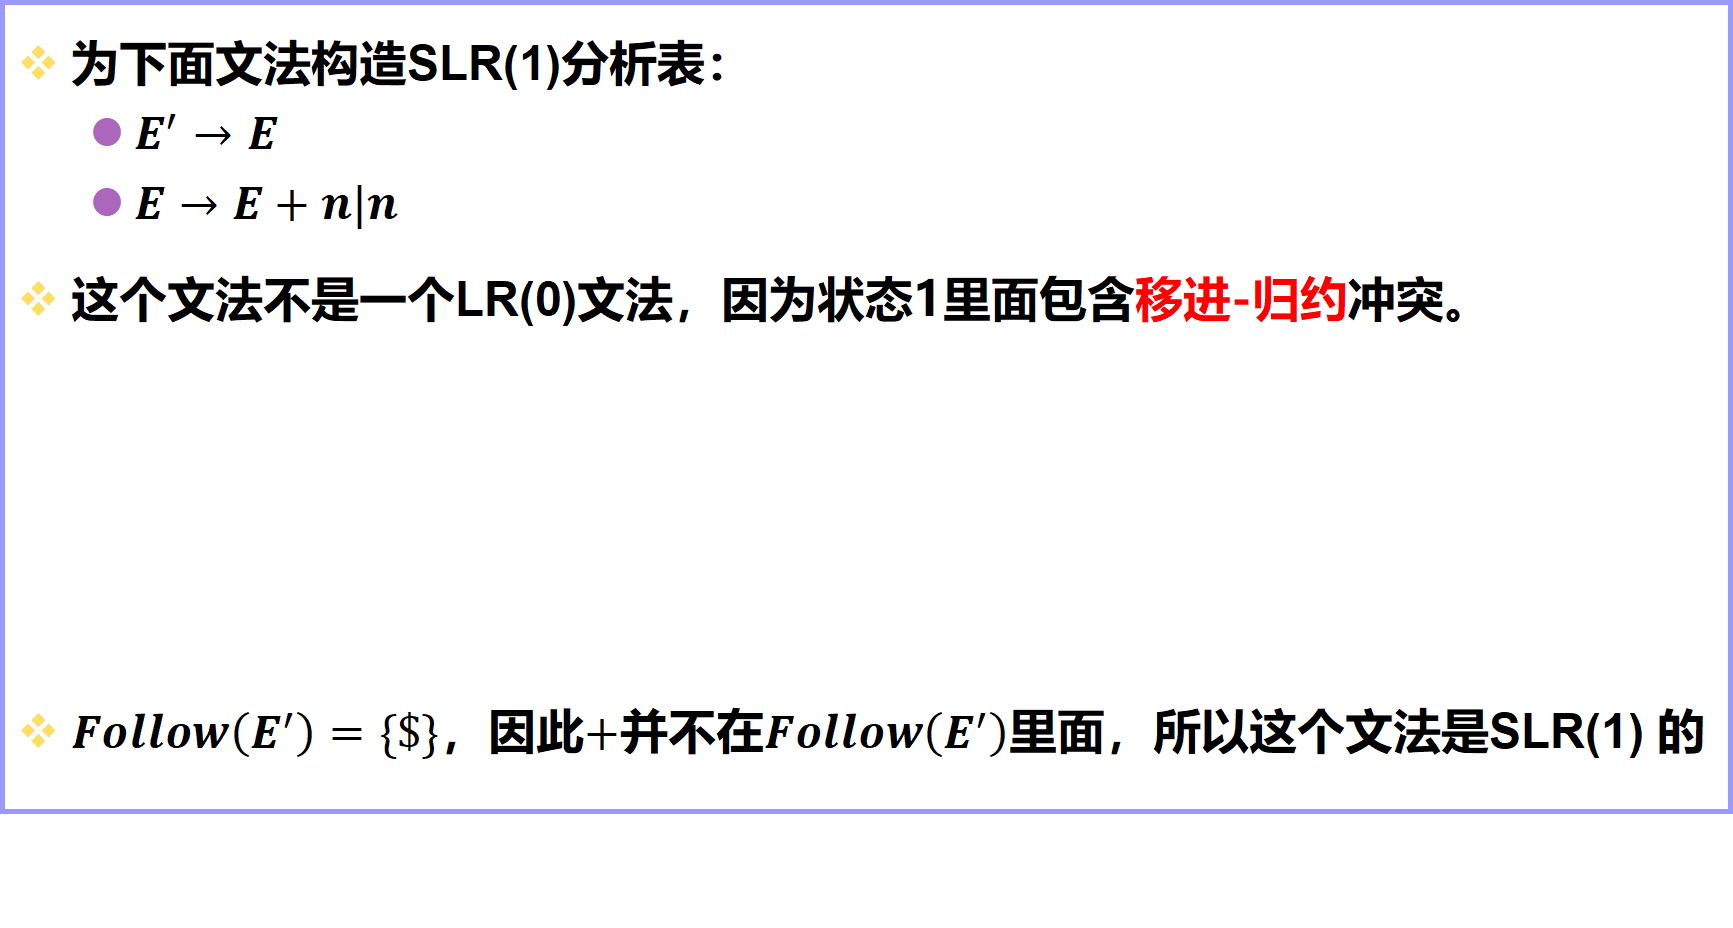 为下面文法构造SLR(1)分析表：
E′ → E
E → E + n|n
这个文法不是一个LR(0)文法，因为状态1里面包含移进-归约冲突。
Follow(E′) = {$}，因此+并不在Follow(E′)里面，所以这个文法是SLR(1) 的